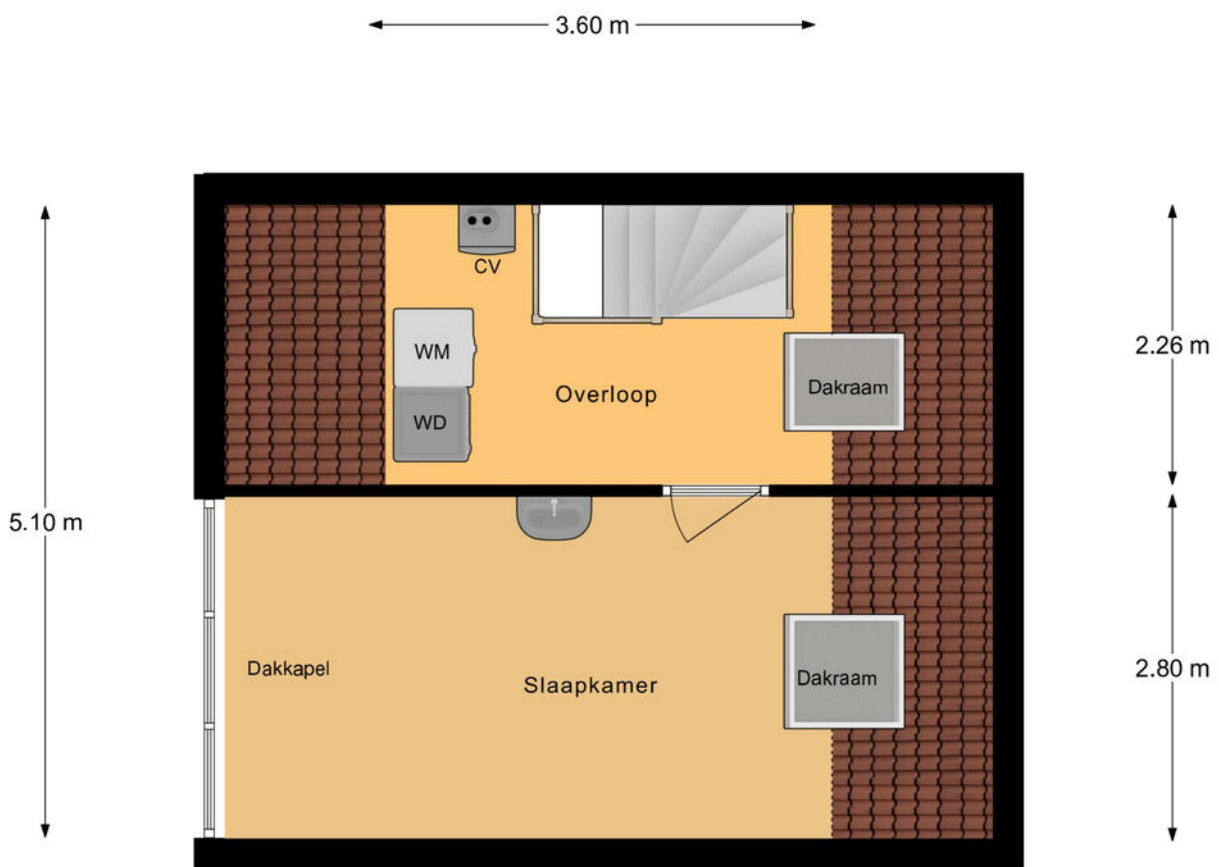 3.60 m
CV
2.26 m
WM
Dakraam
Overloop
WD
5.10 m
Dakkapel
Slaapkamer
Dakraam
2.80 m